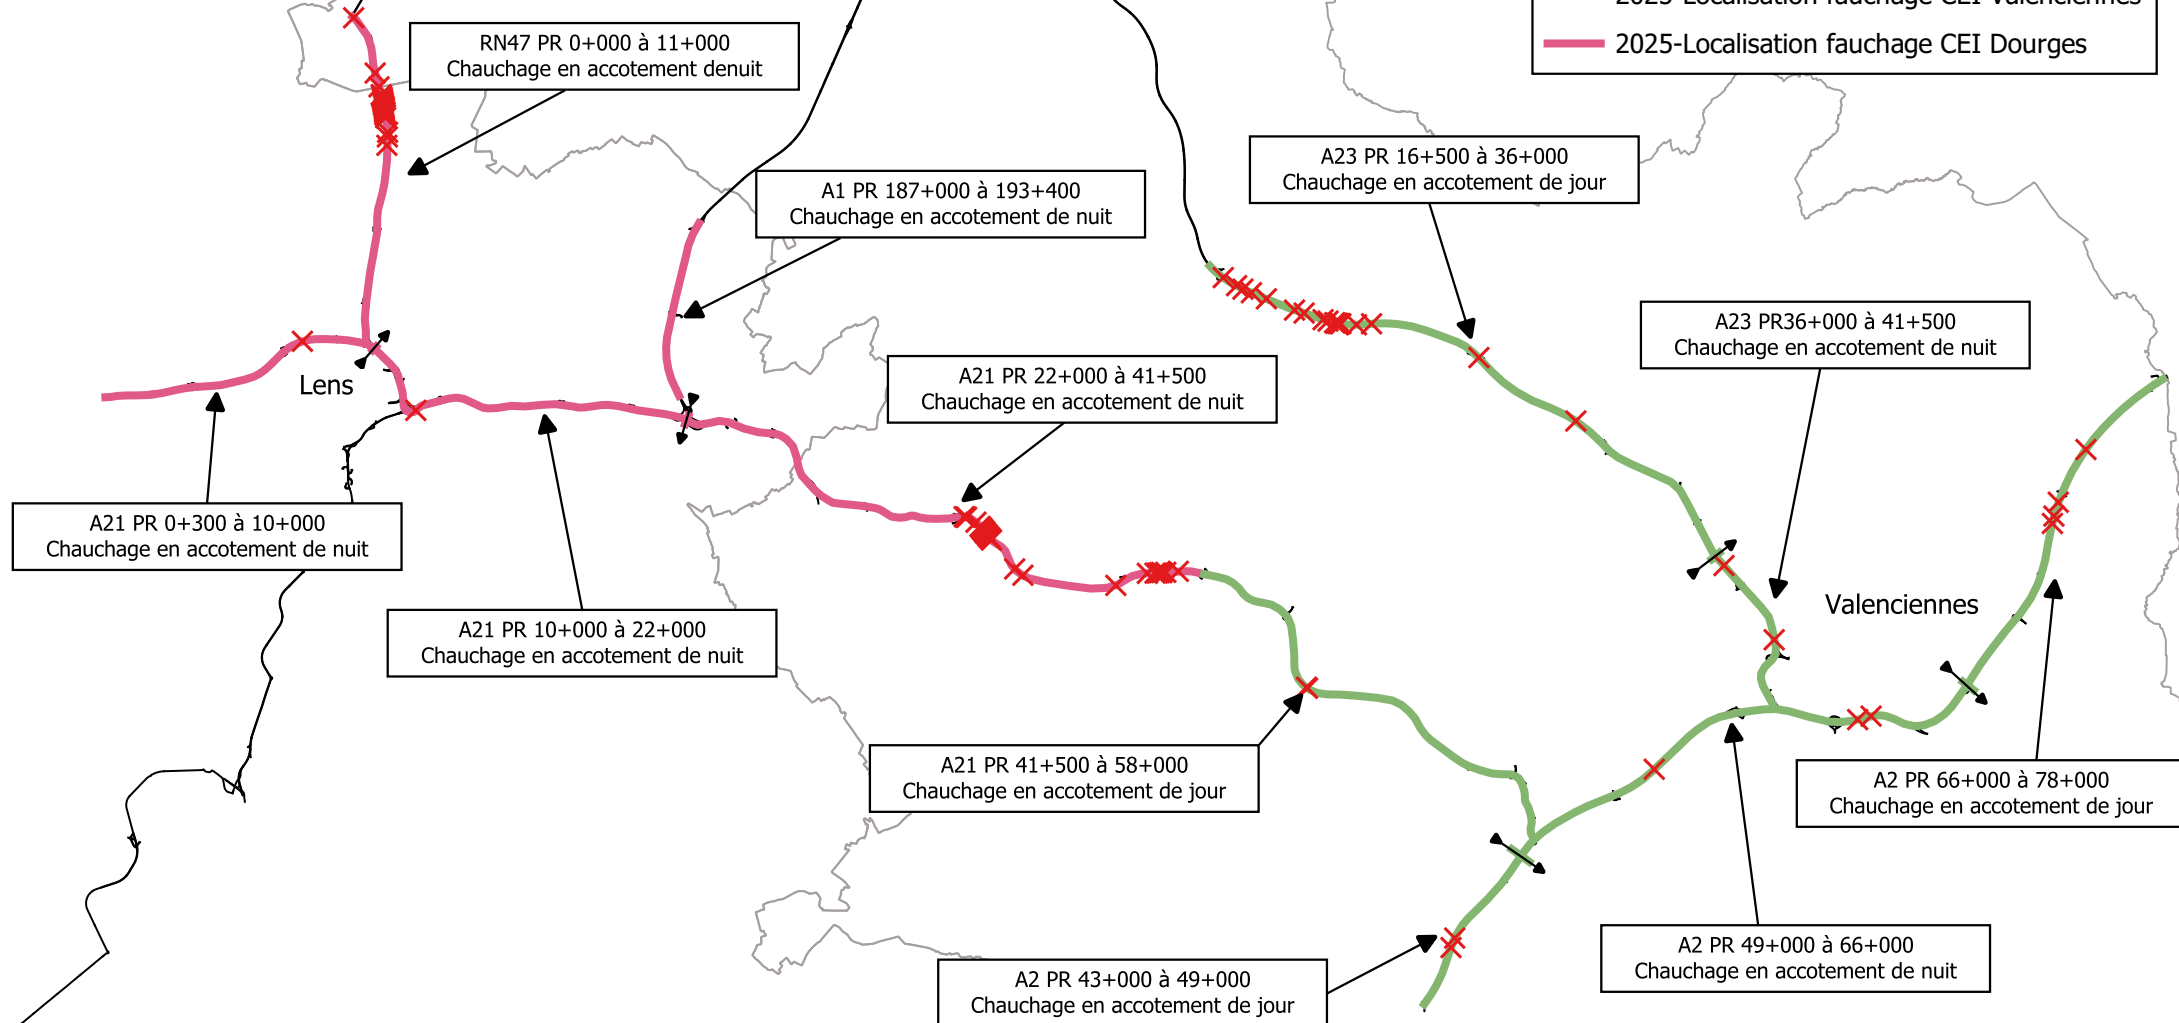 2025-Localisation fauchage CEI Valenciennes
2025-Localisation fauchage CEI Dourges
RN47 PR 0+000 à 11+000
Chauchage en accotement denuit
A1 PR 187+000 à 193+400
Chauchage en accotement de nuit
A23 PR 16+500 à 36+000
Chauchage en accotement de jour
A23 PR36+000 à 41+500
Chauchage en accotement de nuit
A21 PR 22+000 à 41+500
Chauchage en accotement de nuit
Lens
A21 PR 0+300 à 10+000
Chauchage en accotement de nuit
A21 PR 10+000 à 22+000
Chauchage en accotement de nuit
Valenciennes
A21 PR 41+500 à 58+000
Chauchage en accotement de jour
A2 PR 66+000 à 78+000
Chauchage en accotement de jour
A2 PR 49+000 à 66+000
Chauchage en accotement de nuit
A2 PR 43+000 à 49+000
Chauchage en accotement de jour